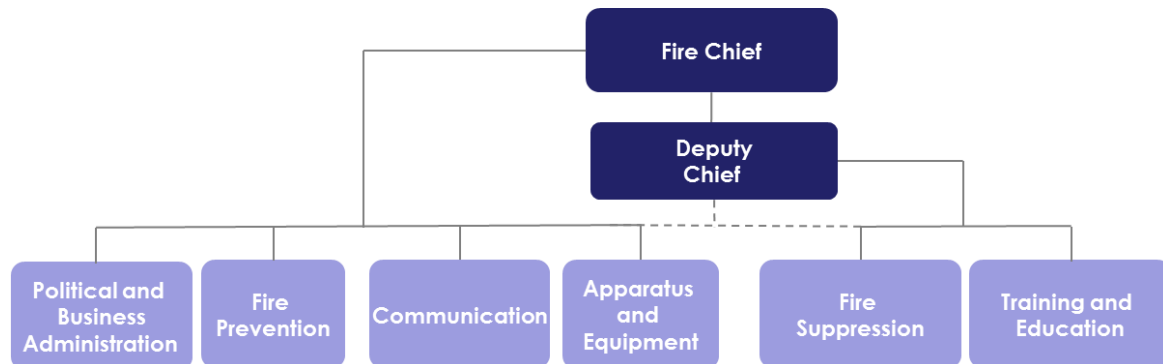 Fire Chief
Deputy
Chief
Political and
Business
Administration
Fire
Prevention
Communication
Apparatus
and
Equipment
Fire
Suppression
Training and
Education